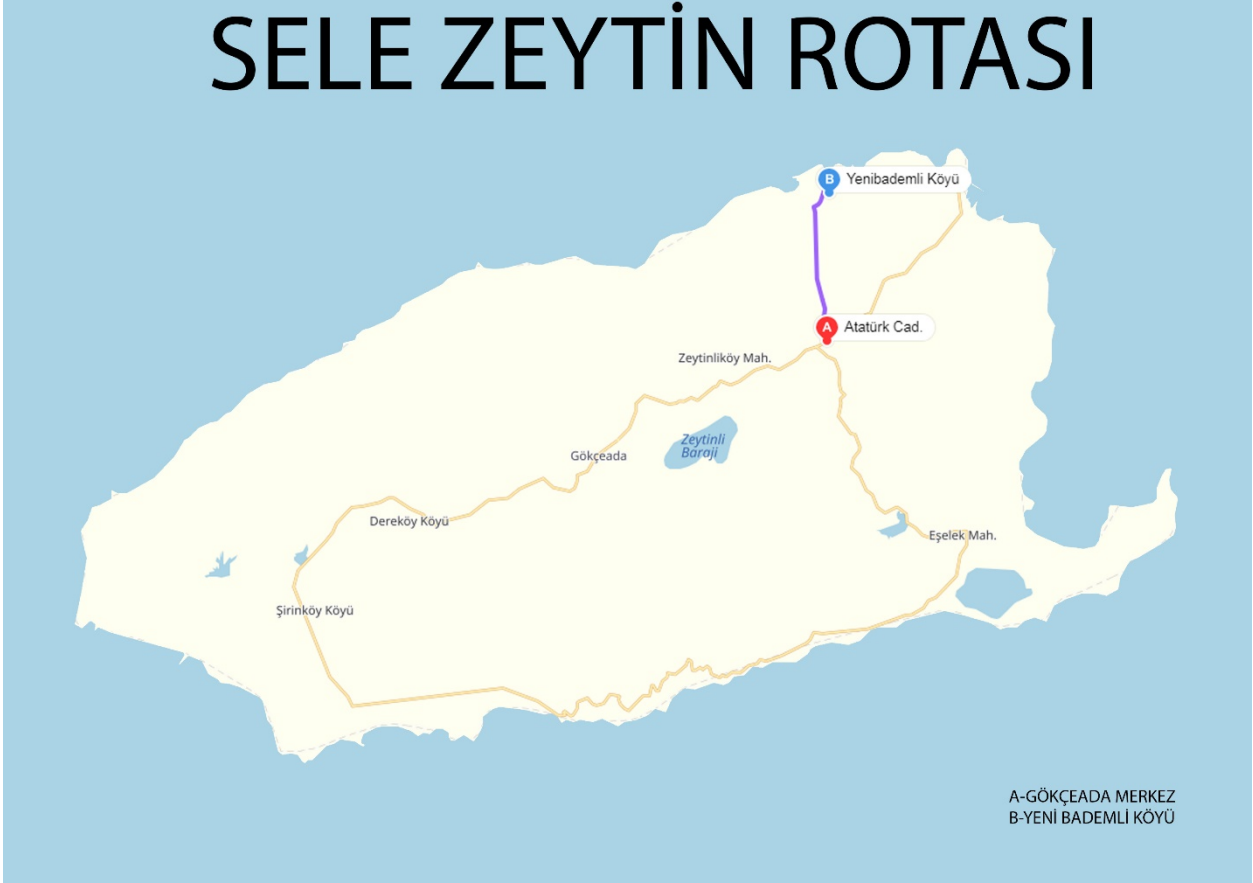 SELE ZEYTİN ROTASI
B Yenibademli Köyü
A Atatürk Cad.
Zeytinliköy Mah.
Zeytinli
Baraji
Gökçeada
Dereköy Köyü
Eşelek Mah.
Şirinköy Köyü
A-GÖKÇEADA MERKEZ
B-YENİ BADEMLİ KÖYÜ